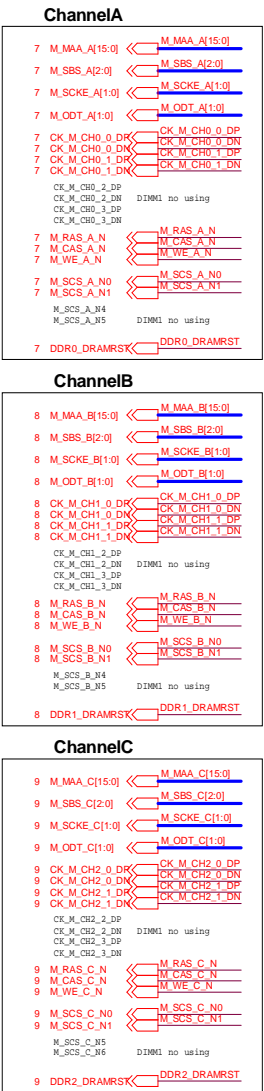 ChannelA
7 M_MAA_A[15:0] M_MAA_A[15:0]
7 M_SBS_A[2:0] M_SBS_A[2:0]
7 M_SCKE_A[1:0] M_SCKE_A[1:0]
7 M_ODT_A[1:0] M_ODT_A[1:0]
7 CK_M_CH0_0_DP CK_M_CH0_0_DP
7 CK_M_CH0_0_DN CK_M_CH0_0_DN
7 CK_M_CH0_1_DP CK_M_CH0_1_DP
7 CK_M_CH0_1_DN CK_M_CH0_1_DN
CK_M_CH0_2_DP
CK_M_CH0_2_DN DIMM1 no using
CK_M_CH0_3_DP
CK_M_CH0_3_DN
7 M_RAS_A_N M_RAS_A_N
7 M_CAS_A_N M_CAS_A_N
7 M_WE_A_N M_WE_A_N
7 M_SCS_A_N0 M_SCS_A_N0
7 M_SCS_A_N1 M_SCS_A_N1
M_SCS_A_N4
M_SCS_A_N5 DIMM1 no using
7 DDR0_DRAMRST DDR0_DRAMRST
ChannelB
8 M_MAA_B[15:0] M_MAA_B[15:0]
8 M_SBS_B[2:0] M_SBS_B[2:0]
8 M_SCKE_B[1:0] M_SCKE_B[1:0]
8 M_ODT_B[1:0] M_ODT_B[1:0]
8 CK_M_CH1_0_DP CK_M_CH1_0_DP
8 CK_M_CH1_0_DN CK_M_CH1_0_DN
8 CK_M_CH1_1_DP CK_M_CH1_1_DP
8 CK_M_CH1_1_DN CK_M_CH1_1_DN
CK_M_CH1_2_DP
CK_M_CH1_2_DN DIMM1 no using
CK_M_CH1_3_DP
CK_M_CH1_3_DN
8 M_RAS_B_N M_RAS_B_N
8 M_CAS_B_N M_CAS_B_N
8 M_WE_B_N M_WE_B_N
8 M_SCS_B_N0 M_SCS_B_N0
8 M_SCS_B_N1 M_SCS_B_N1
M_SCS_B_N4
M_SCS_B_N5 DIMM1 no using
8 DDR1_DRAMRST DDR1_DRAMRST
ChannelC
9 M_MAA_C[15:0] M_MAA_C[15:0]
9 M_SBS_C[2:0] M_SBS_C[2:0]
9 M_SCKE_C[1:0] M_SCKE_C[1:0]
9 M_ODT_C[1:0] M_ODT_C[1:0]
9 CK_M_CH2_0_DP CK_M_CH2_0_DP
9 CK_M_CH2_0_DN CK_M_CH2_0_DN
9 CK_M_CH2_1_DP CK_M_CH2_1_DP
9 CK_M_CH2_1_DN CK_M_CH2_1_DN
CK_M_CH2_2_DP
CK_M_CH2_2_DN DIMM1 no using
CK_M_CH2_3_DP
CK_M_CH2_3_DN
9 M_RAS_C_N M_RAS_C_N
9 M_CAS_C_N M_CAS_C_N
9 M_WE_C_N M_WE_C_N
9 M_SCS_C_N0 M_SCS_C_N0
9 M_SCS_C_N1 M_SCS_C_N1
M_SCS_C_N5
M_SCS_C_N6 DIMM1 no using
9 DDR2_DRAMRST DDR2_DRAMRST